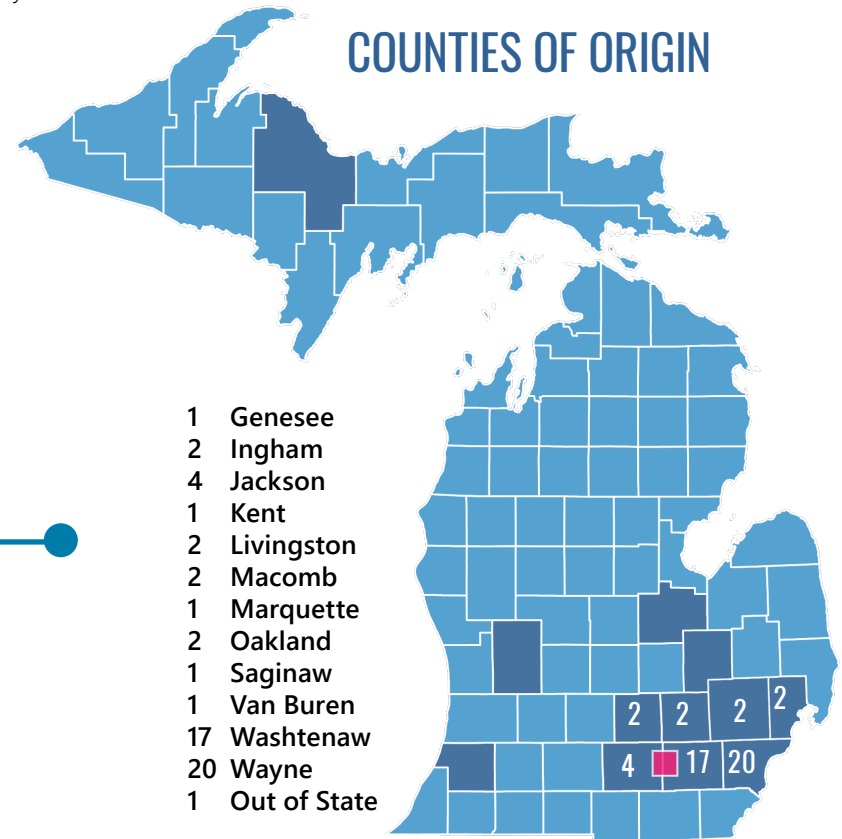 COUNTIES OF ORIGIN
1 Genesee
2 Ingham
4 Jackson
1 Kent
2 Livingston
2 Macomb
1 Marquette
2 Oakland
1 Saginaw
1 Van Buren
17 Washtenaw
20 Wayne
1 Out of State
2 2 2 2
4 17 20